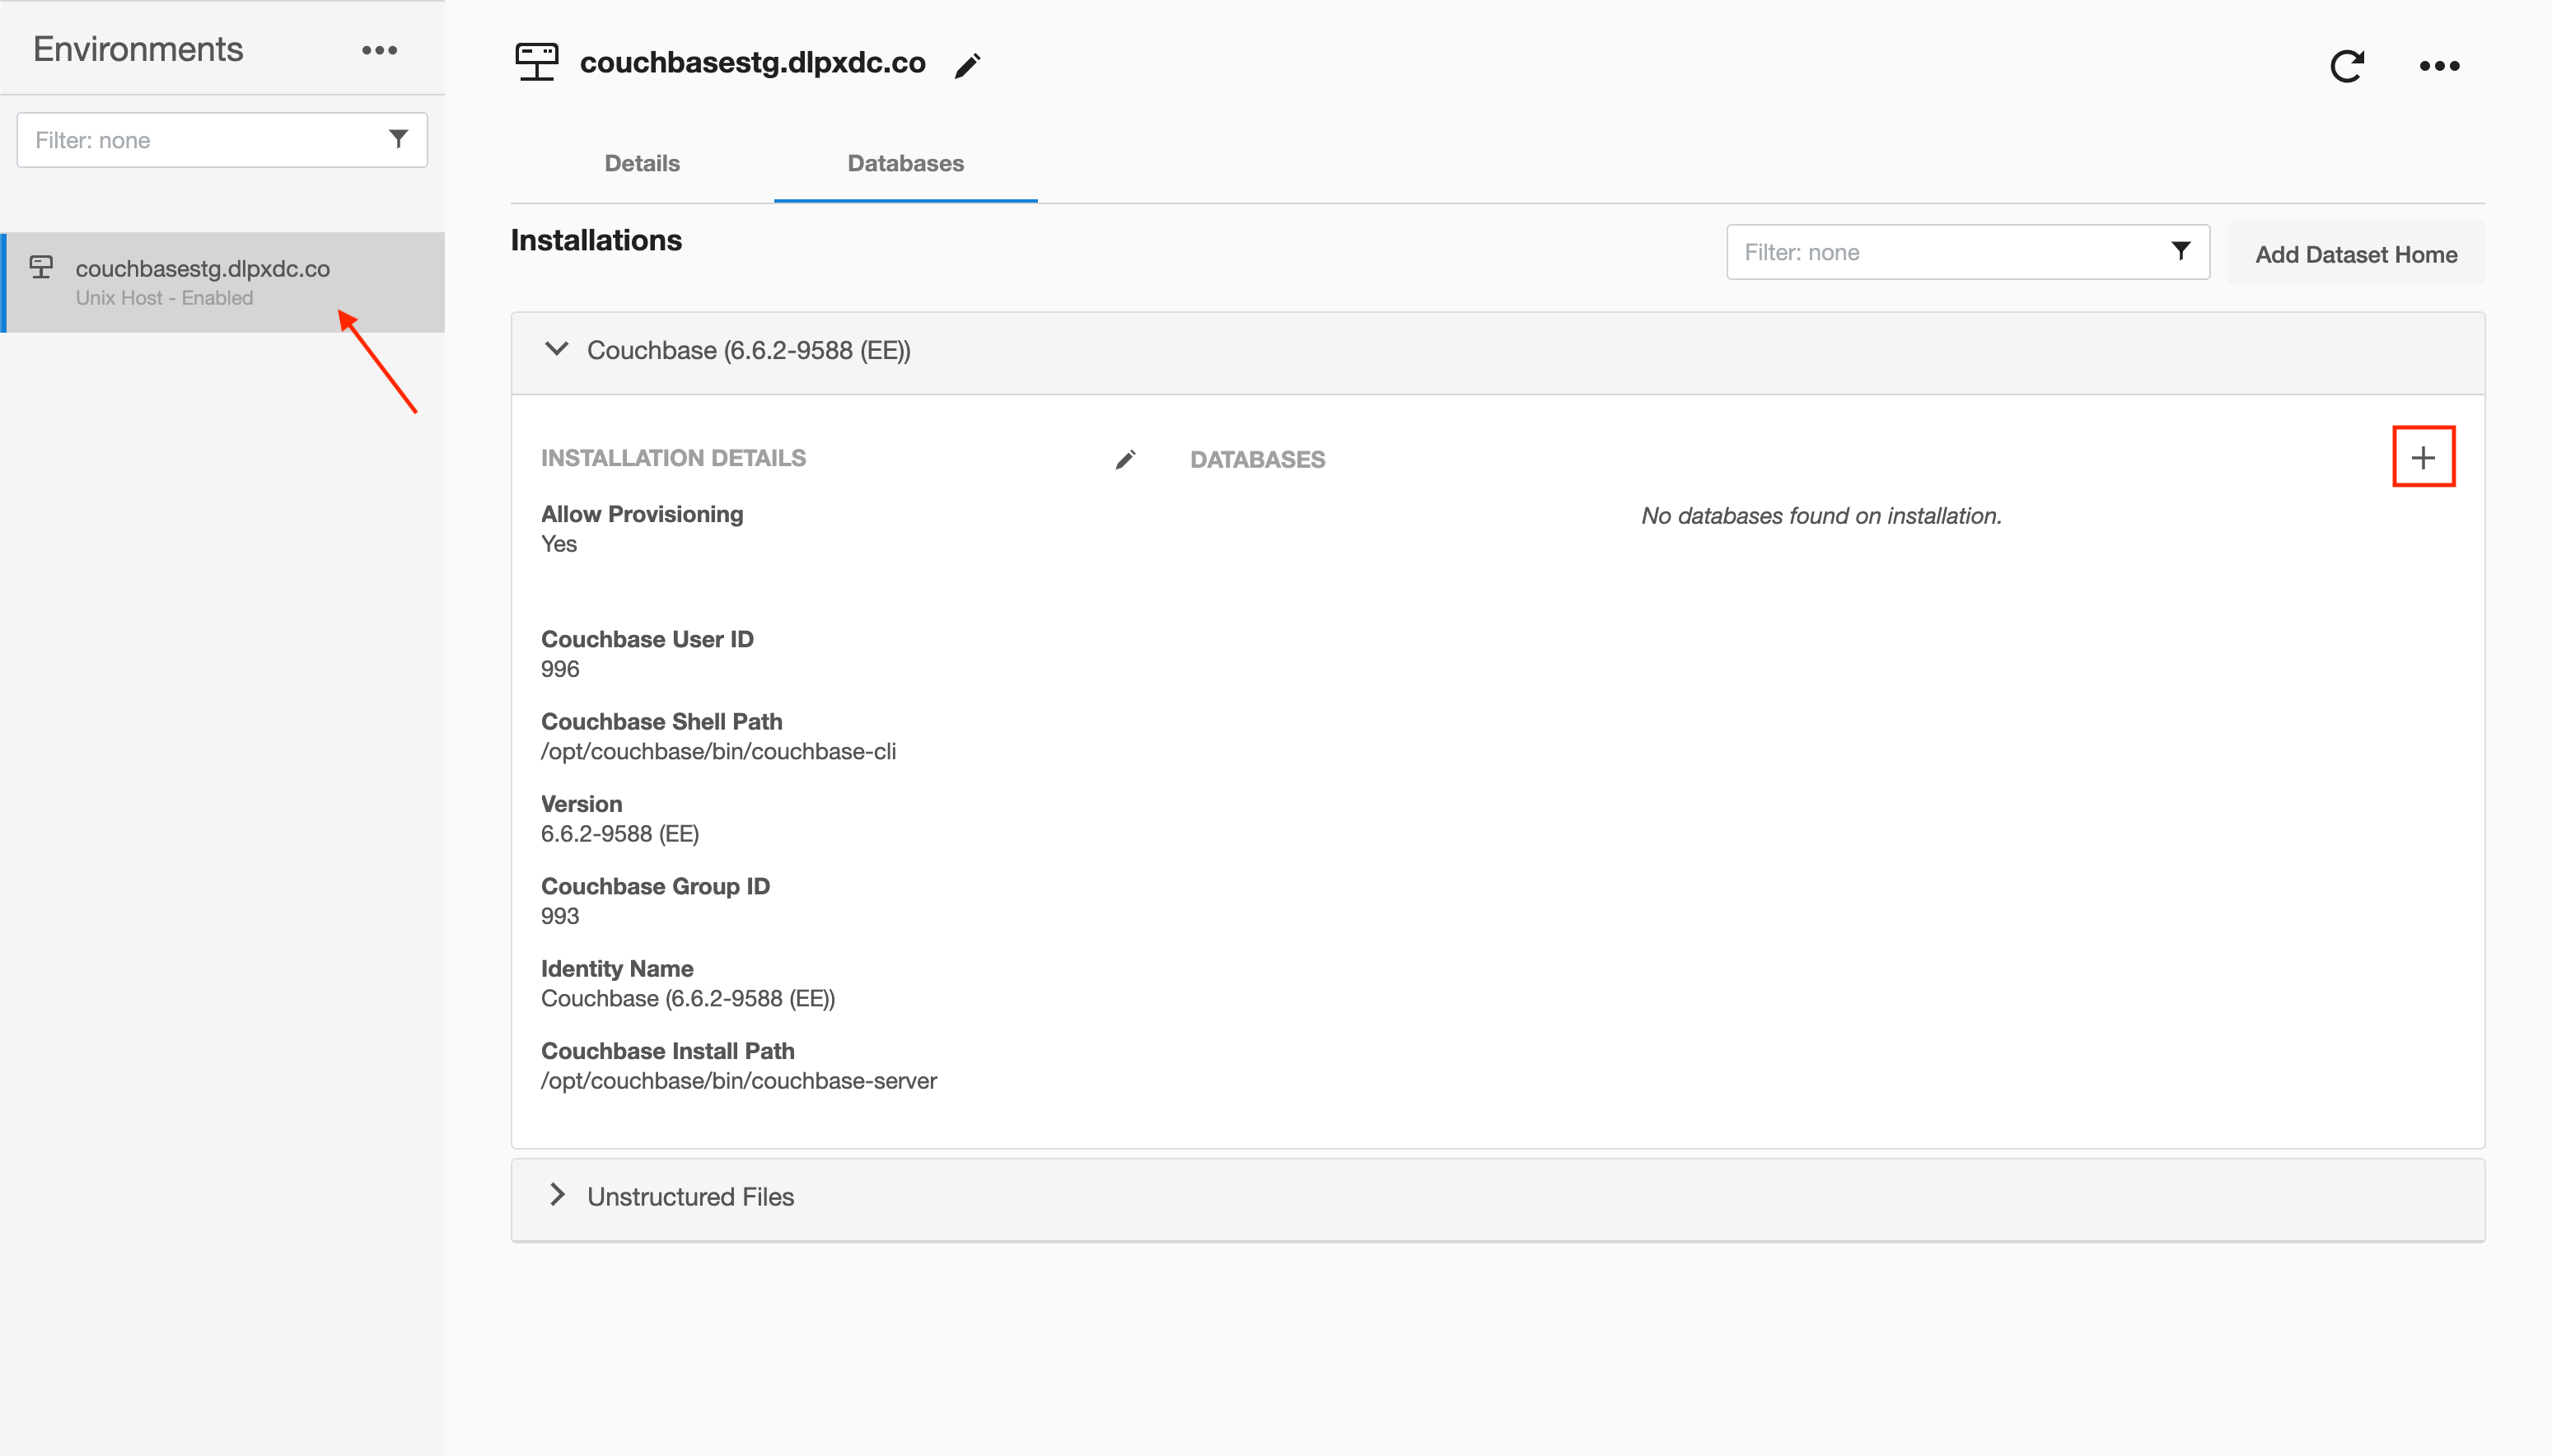 Environments
Filter: none
couchbasestg.dlpxdc.co
Unix Host - Enabled
couchbasestg.dlpxdc.co
Details
Databases
Installations
Filter: none
Add Dataset Home
Couchbase (6.6.2-9588 (EE))
INSTALLATION DETAILS
Allow Provisioning
Yes
Couchbase User ID
996
Couchbase Shell Path
/opt/couchbase/bin/couchbase-cli
Version
6.6.2-9588 (EE)
Couchbase Group ID
993
Identity Name
Couchbase (6.6.2-9588 (EE))
Couchbase Install Path
/opt/couchbase/bin/couchbase-server
DATABASES
No databases found on installation.
Unstructured Files